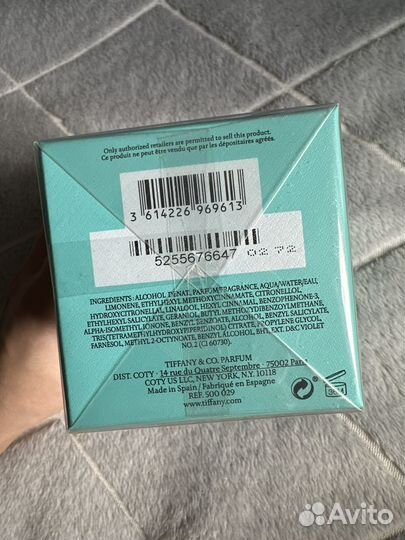 Only authorized retailers are permitted to sell this product.
Ce produit ne peut être vendu que par les dépositaires agréés.
3 614226 969613
5255676647 02 72
INGREDIENTS: ALCOHOL DENAT, PARFUM/FRAGRANCE, AQUA/WATER/EAU,
LIMONENE, ETHYLHEXYL METHOXYCINNAMATE, CITRONELLOL,
HYDROXYCITRONELLAL, LINALOOL, HEXYL CINNAMAL, BENZOPHENONE-3,
ETHYLHEXYL SALICYLATE, GERANIOL, BUTYL METHOXYDIBENZOYLMETHANE,
ALPHA-ISOMETHYL IONONE, BENZYL BENZOATE, ALCOHOL, BENZYL SALICYLATE,
TRIS(TETRAMETHYLHYDROXYPIPERIDINOL) CITRATE, PROPYLENE GLYCOL,
FARNESOL, METHYL 2-OCTYNOATE, BENZYL ALCOHOL, BHT, EXT. D&C VIOLET
NO.2 (CI 60730).
TIFFANY & CO. PARFUM
DIST. COTY - 14 rue du Quatre Septembre - 75002 Paris
COTY US LLC, NEW YORK, N.Y. 10118
Made in Spain / Fabriqué en Espagne
REF. 500 029
www.tiffany.com
Avito